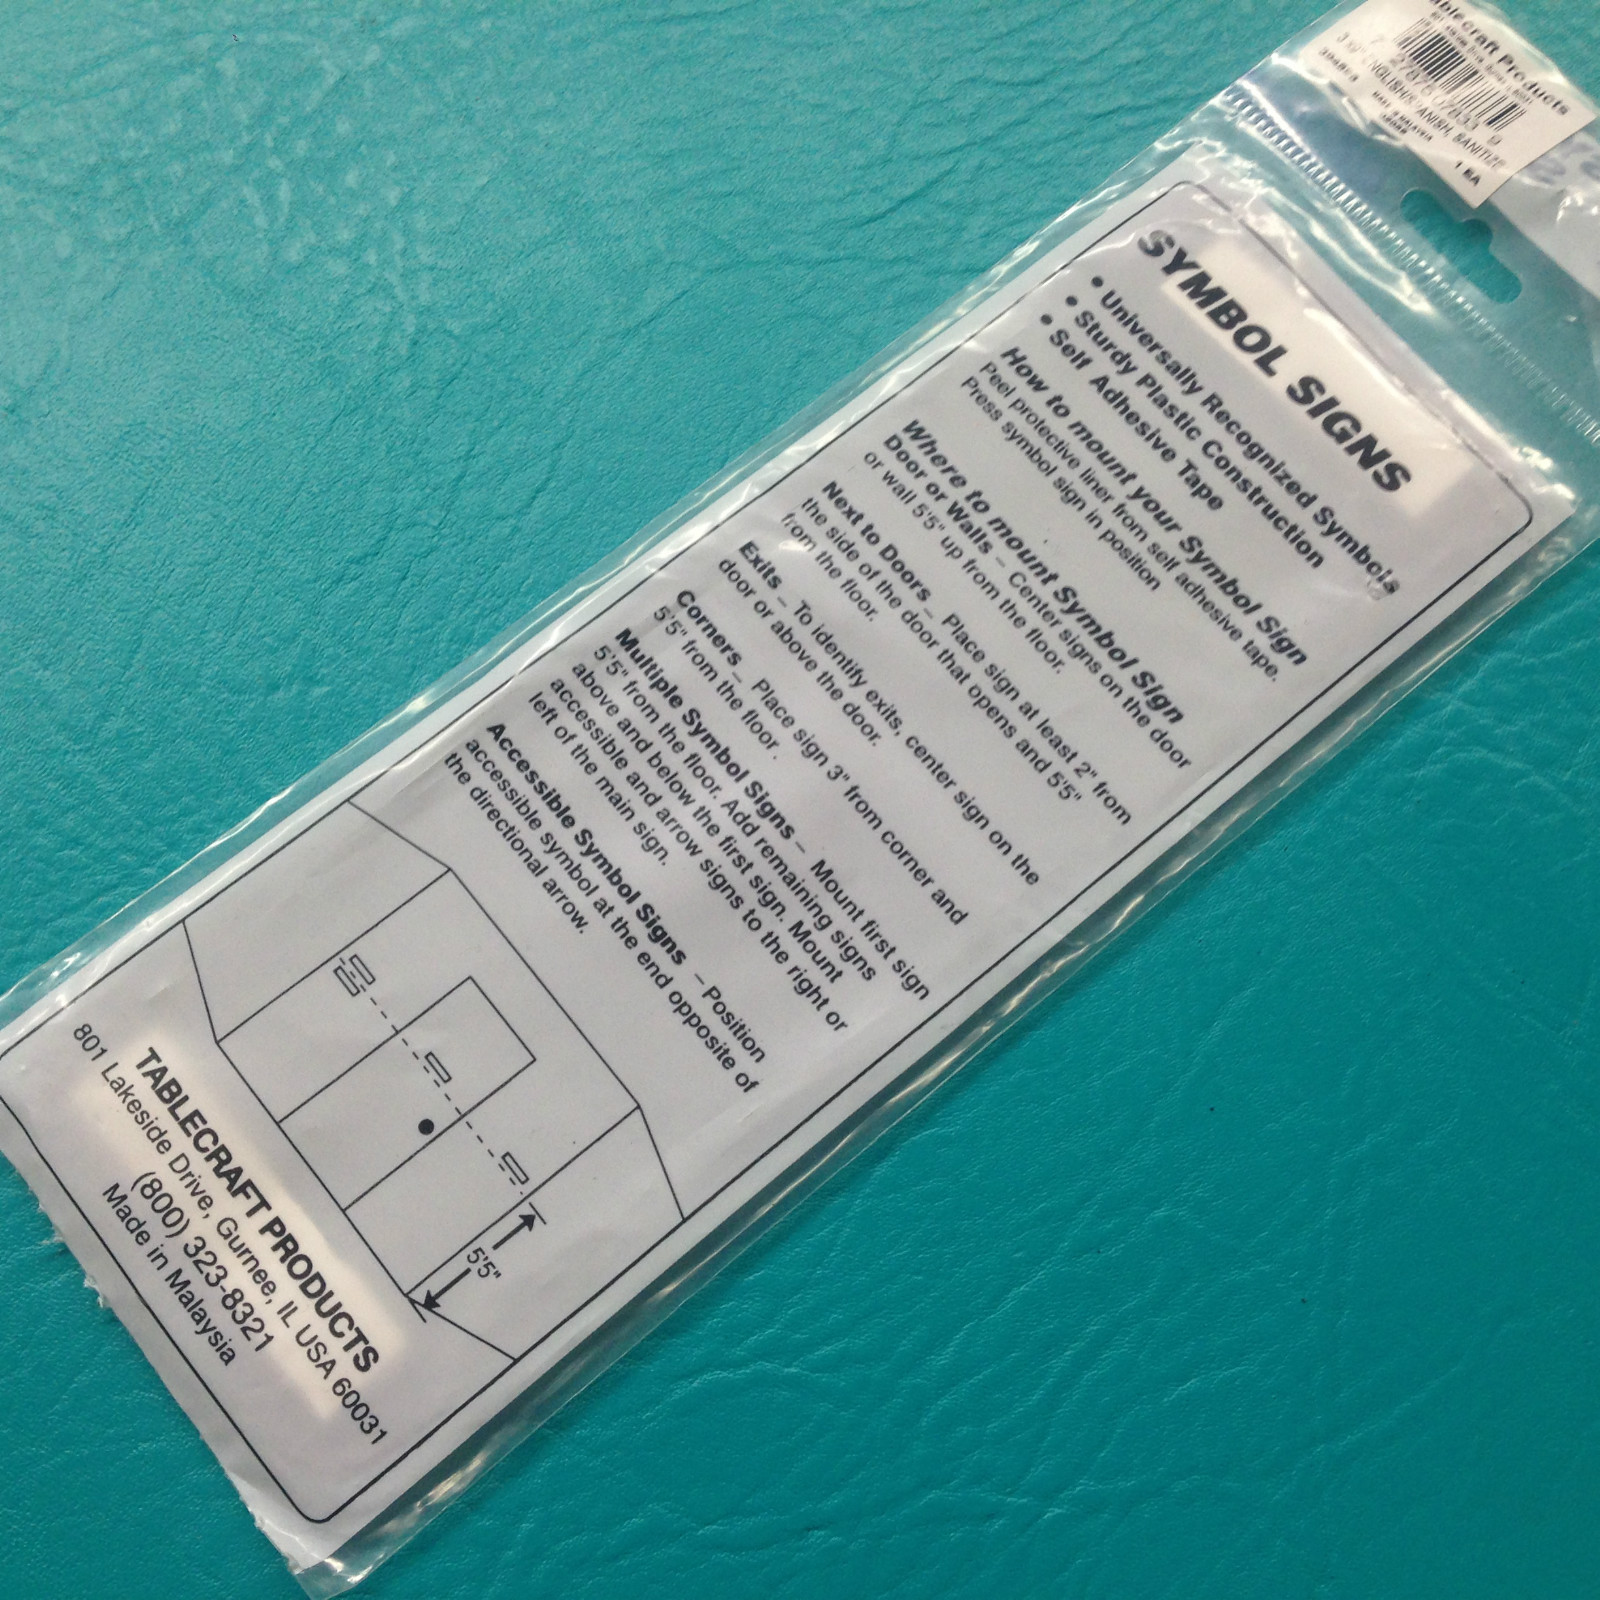 Tablecraft Products
3 x9" ENGLISH/SPANISH, SANITIZE
1 EA
SYMBOL SIGNS
• Universally Recognized Symbols
• Sturdy Plastic Construction
• Self Adhesive Tape
How to mount your Symbol Sign
Peel protective liner from self adhesive tape.
Press symbol sign in position
Where to mount Symbol Sign
Door or Walls – Center signs on the door
or wall 5'5" up from the floor.
Next to Doors – Place sign at least 2" from
the side of the door that opens and 5'5"
from the floor.
Exits – To identify exits, center sign on the
door or above the door.
Corners – Place sign 3" from corner and
5'5" from the floor.
Multiple Symbol Signs – Mount first sign
5'5" from the floor. Add remaining signs
above and below the first sign. Mount
accessible and arrow signs to the right or
left of the main sign.
Accessible Symbol Signs – Position
accessible symbol at the end opposite of
the directional arrow.
5'5"
TABLECRAFT PRODUCTS
801 Lakeside Drive, Gurnee, IL USA 60031
(800) 323-8321
Made in Malaysia